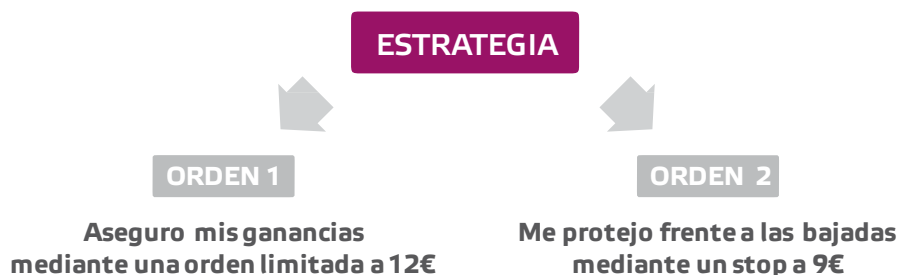 ESTRATEGIA
ORDEN 1
ORDEN 2
Aseguro mis ganancias
mediante una orden limitada a 12€
Me protejo frente a las bajadas
mediante un stop a 9€